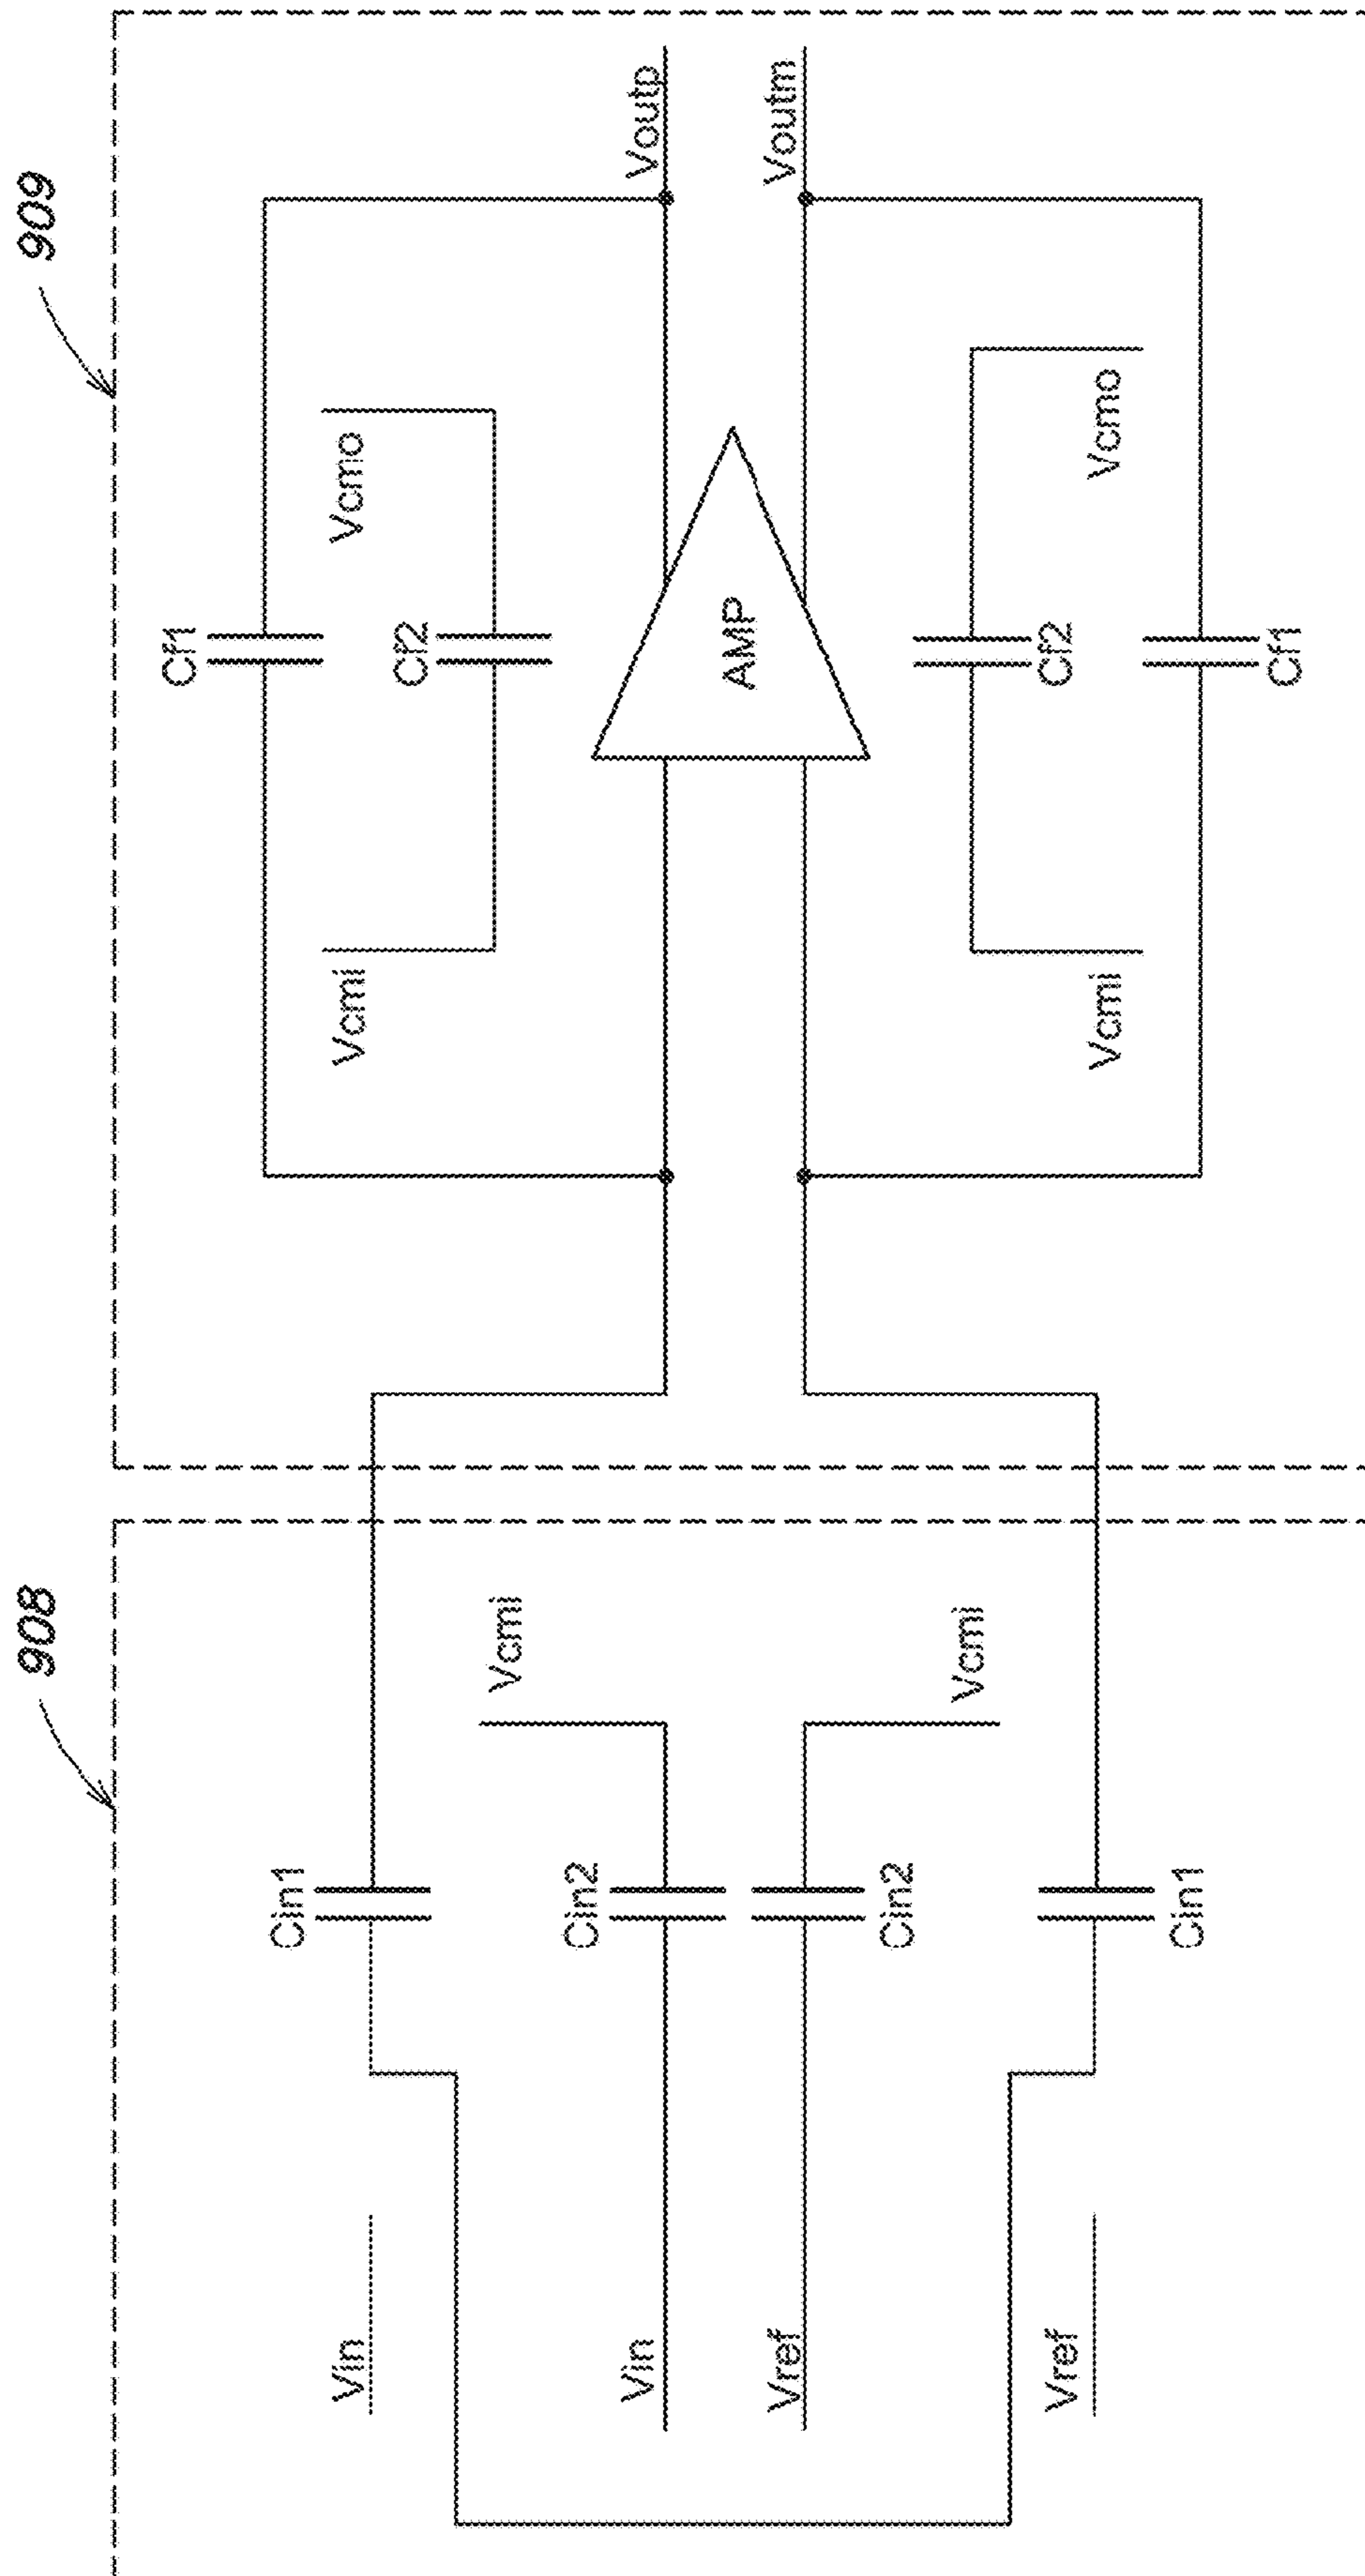 908
909
Vin
Cin1
Vcmi
Vin
Cin2
Vref
Cin2
Vcmi
Vref
Cin1
Cf1
Vcmi
Vcmo
Cf2
Voutp
AMP
Voutm
Cf2
Vcmi
Vcmo
Cf1